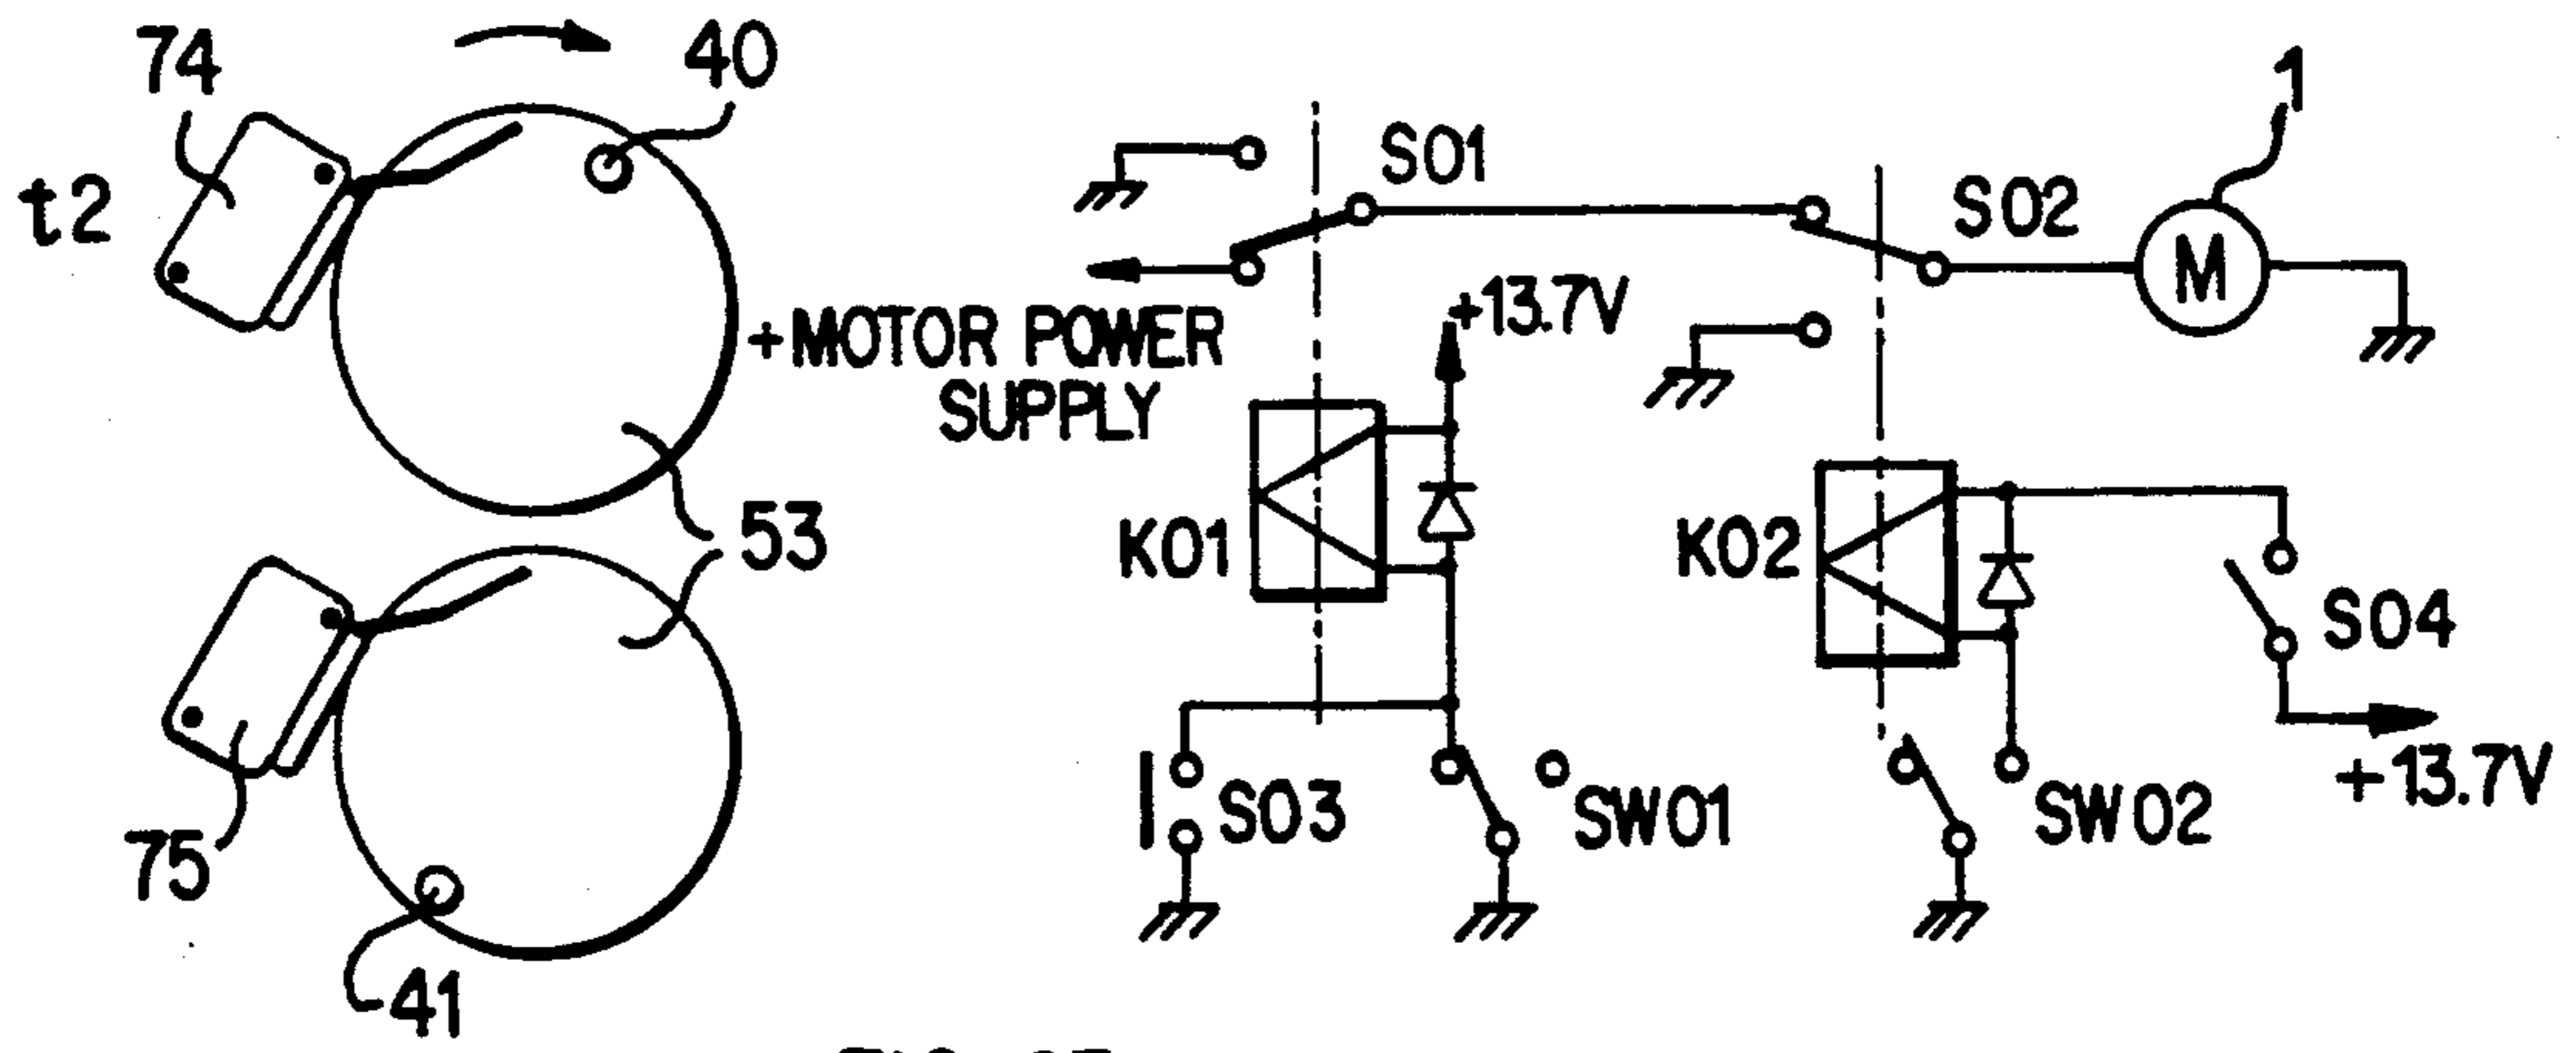 74
40
t2
53
75
41
1
S01
S02
+MOTOR POWER
SUPPLY
+13.7V
K01
K02
S03
SW01
SW02
S04
+13.7V